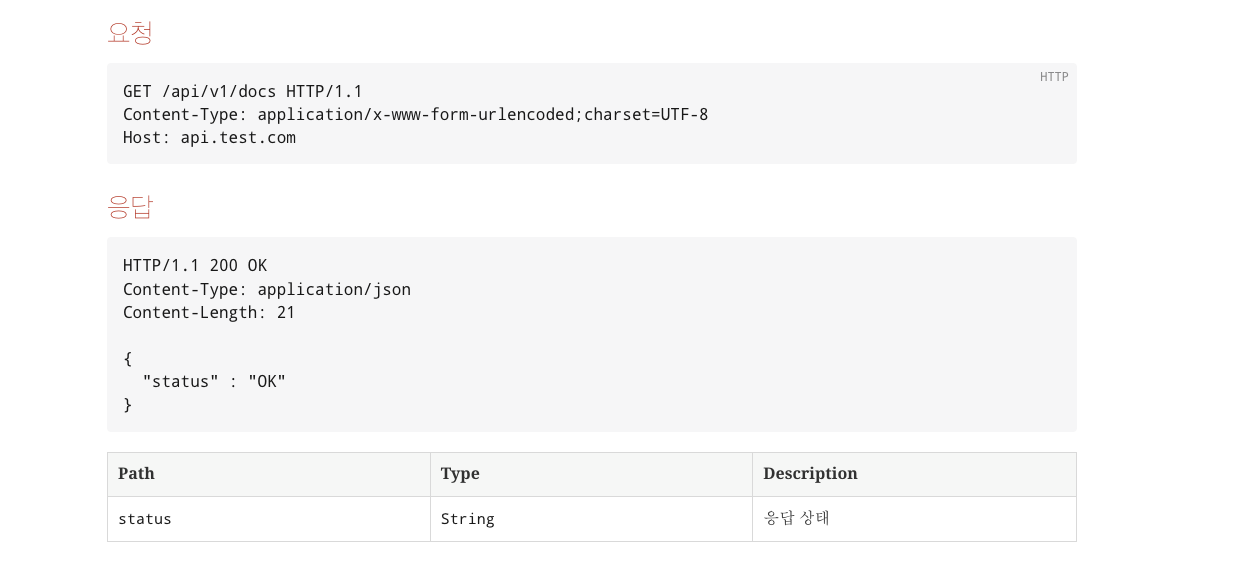 요청
HTTP
GET /api/v1/docs HTTP/1.1
Content-Type: application/x-www-form-urlencoded;charset=UTF-8
Host: api.test.com
응답
HTTP/1.1 200 OK
Content-Type: application/json
Content-Length: 21
{
  "status" : "OK"
}
Path Type Description
status String 응답 상태